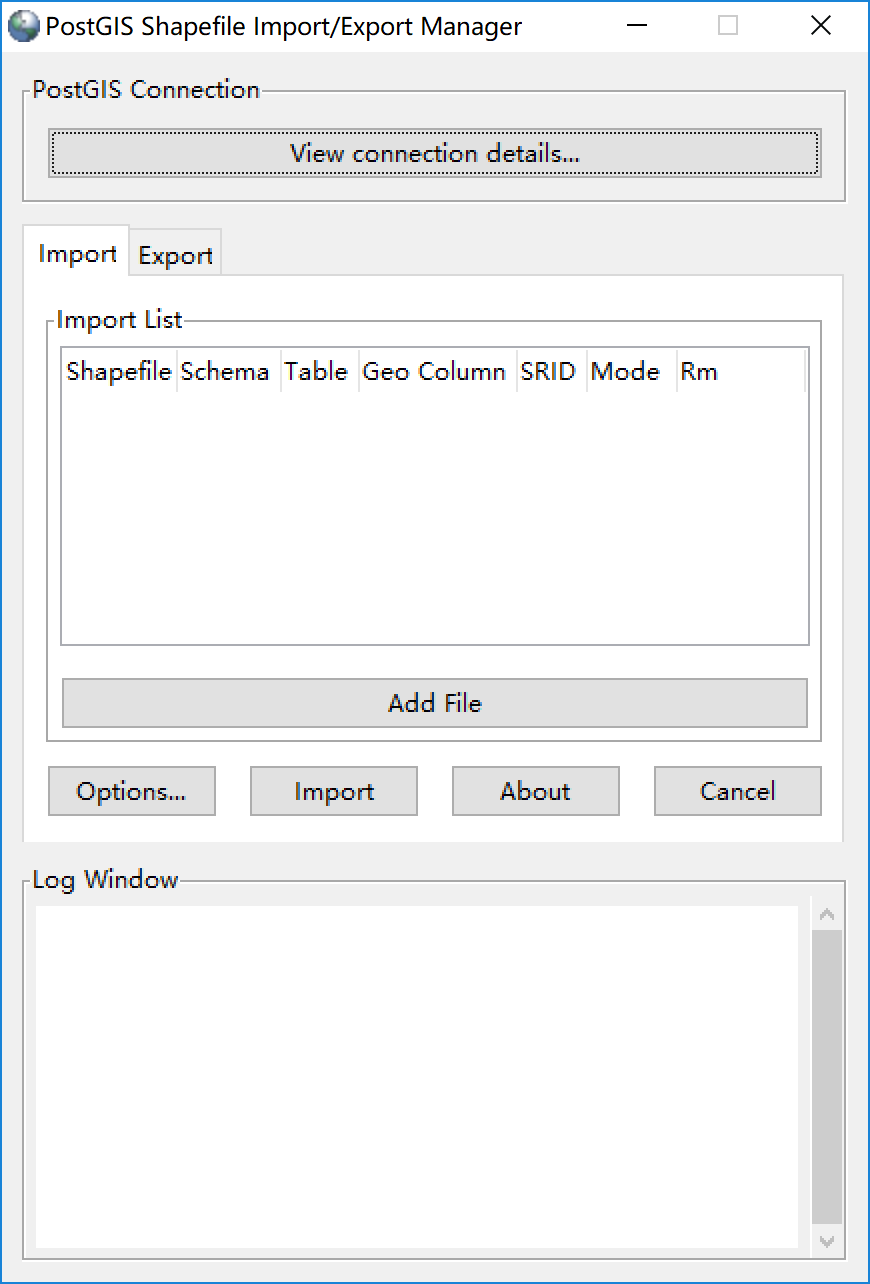 PostGIS Shapefile Import/Export Manager
PostGIS Connection
View connection details...
Import Export
Import List
Shapefile Schema Table Geo Column SRID Mode Rm
Add File
Options... Import About Cancel
Log Window